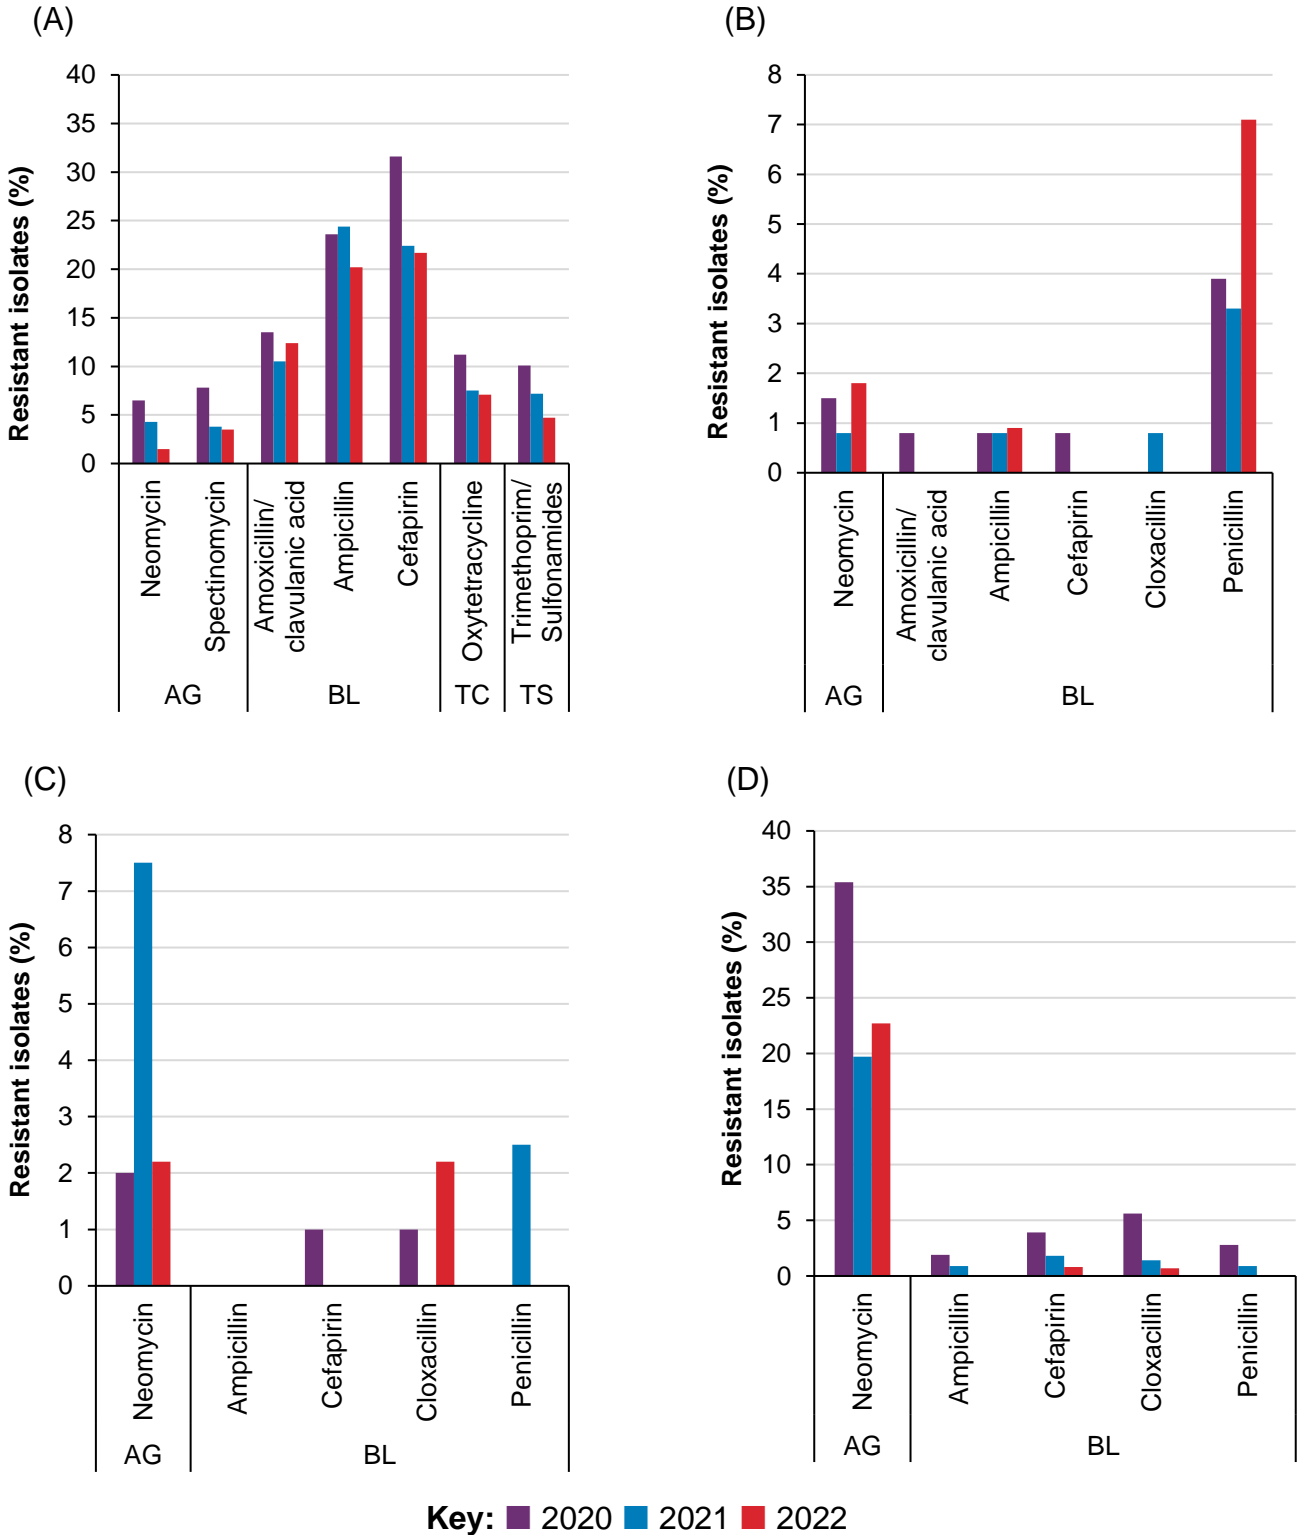 (A)
Resistant isolates (%)
40
35
30
25
20
15
10
5
0
Neomycin
Spectinomycin
Amoxicillin/
clavulanic acid
Ampicillin
Cefapirin
Oxytetracycline
Trimethoprim/
Sulfonamides
AG
BL
TC
TS
(B)
Resistant isolates (%)
8
7
6
5
4
3
2
1
0
Neomycin
Amoxicillin/
clavulanic acid
Ampicillin
Cefapirin
Cloxacillin
Penicillin
AG
BL
(C)
Resistant isolates (%)
8
7
6
5
4
3
2
1
0
Neomycin
Ampicillin
Cefapirin
Cloxacillin
Penicillin
AG
BL
(D)
Resistant isolates (%)
40
35
30
25
20
15
10
5
0
Neomycin
Ampicillin
Cefapirin
Cloxacillin
Penicillin
AG
BL
Key: 2020 2021 2022